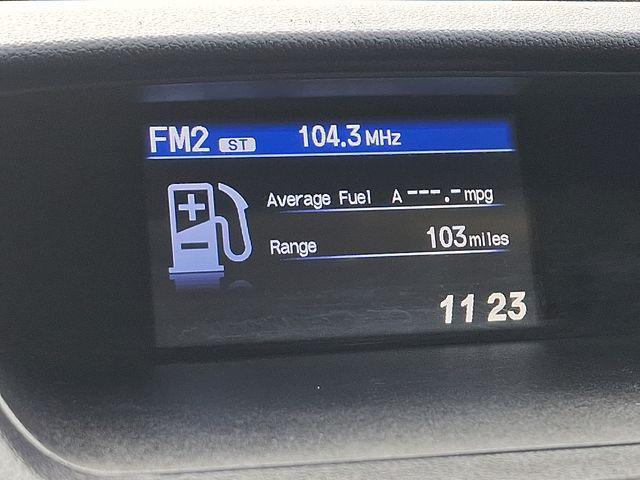 FM2 ST 104.3 MHz
Average Fuel A ---.- mpg
Range 103 miles
11 23